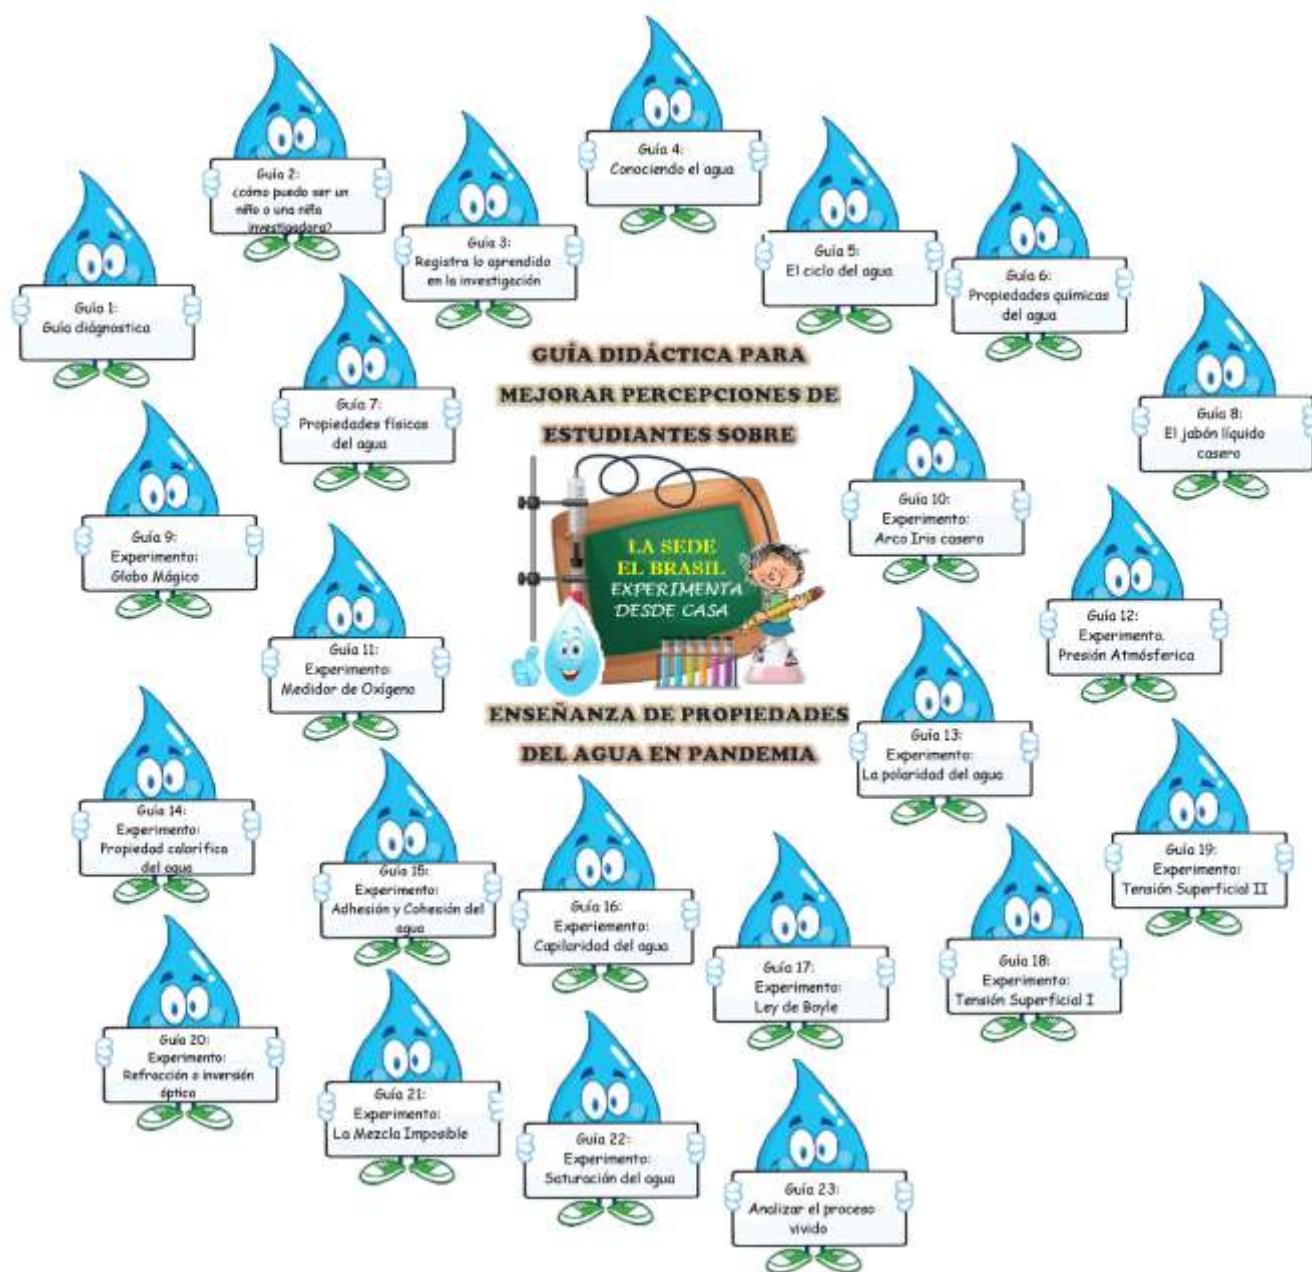 Guía 1:
Guía diágnostica
Guía 2:
¿cómo puedo ser un
niño o una niña
investigadora?
Guía 3:
Registra lo aprendido
en la investigación
Guía 4:
Conociendo el agua
Guía 5:
El ciclo del agua
Guía 6:
Propiedades químicas
del agua
Guía 7:
Propiedades físicas
del agua
Guía 8:
El jabón líquido
casero
GUÍA DIDÁCTICA PARA
MEJORAR PERCEPCIONES DE
ESTUDIANTES SOBRE
LA SEDE
EL BRASIL
EXPERIMENTA
DESDE CASA
ENSEÑANZA DE PROPIEDADES
DEL AGUA EN PANDEMIA
Guía 9:
Experimento:
Globo Mágico
Guía 10:
Experimento:
Arco Iris casero
Guía 11:
Experimento:
Medidor de Oxígeno
Guía 12:
Experimento.
Presión Atmósferica
Guía 13:
Experimento:
La polaridad del agua
Guía 14:
Experimento:
Propiedad calorífica
del agua
Guía 15:
Experimento:
Adhesión y Cohesión del
agua
Guía 16:
Experiemento:
Capilaridad del agua
Guía 17:
Experimento:
Ley de Boyle
Guía 18:
Experimento:
Tensión Superficial I
Guía 19:
Experimento:
Tensión Superficial II
Guía 20:
Experimento:
Refracción o inversión
óptica
Guía 21:
Experimento:
La Mezcla Imposible
Guía 22:
Experimento:
Saturación del agua
Guía 23:
Analizar el proceso
vivido